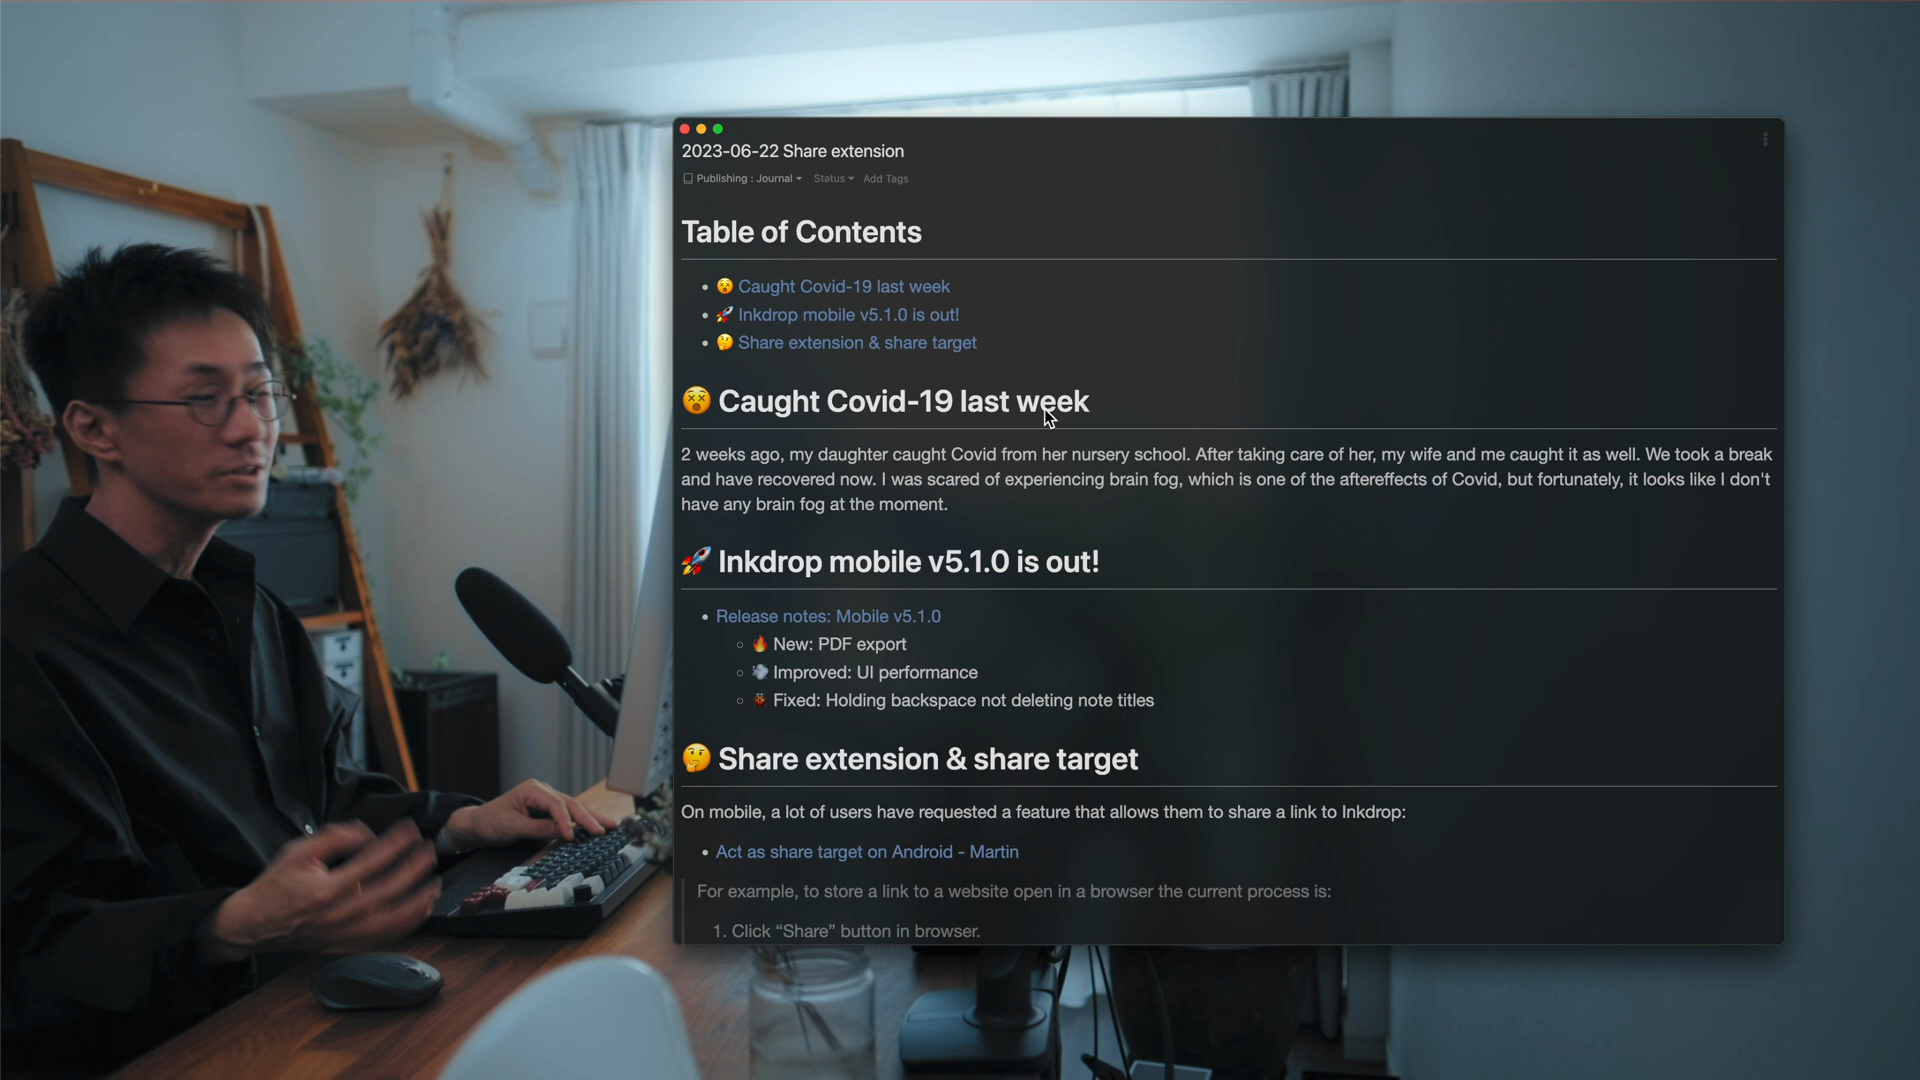 2023-06-22 Share extension
Publishing : Journal Status Add Tags
Table of Contents
• 😵 Caught Covid-19 last week
• 🚀 Inkdrop mobile v5.1.0 is out!
• 🤔 Share extension & share target
😵 Caught Covid-19 last week
2 weeks ago, my daughter caught Covid from her nursery school. After taking care of her, my wife and me caught it as well. We took a break
and have recovered now. I was scared of experiencing brain fog, which is one of the aftereffects of Covid, but fortunately, it looks like I don't
have any brain fog at the moment.
🚀 Inkdrop mobile v5.1.0 is out!
• Release notes: Mobile v5.1.0
◦ 🔥 New: PDF export
◦ 💨 Improved: UI performance
◦ 🐞 Fixed: Holding backspace not deleting note titles
🤔 Share extension & share target
On mobile, a lot of users have requested a feature that allows them to share a link to Inkdrop:
• Act as share target on Android - Martin
For example, to store a link to a website open in a browser the current process is:
1. Click “Share” button in browser.